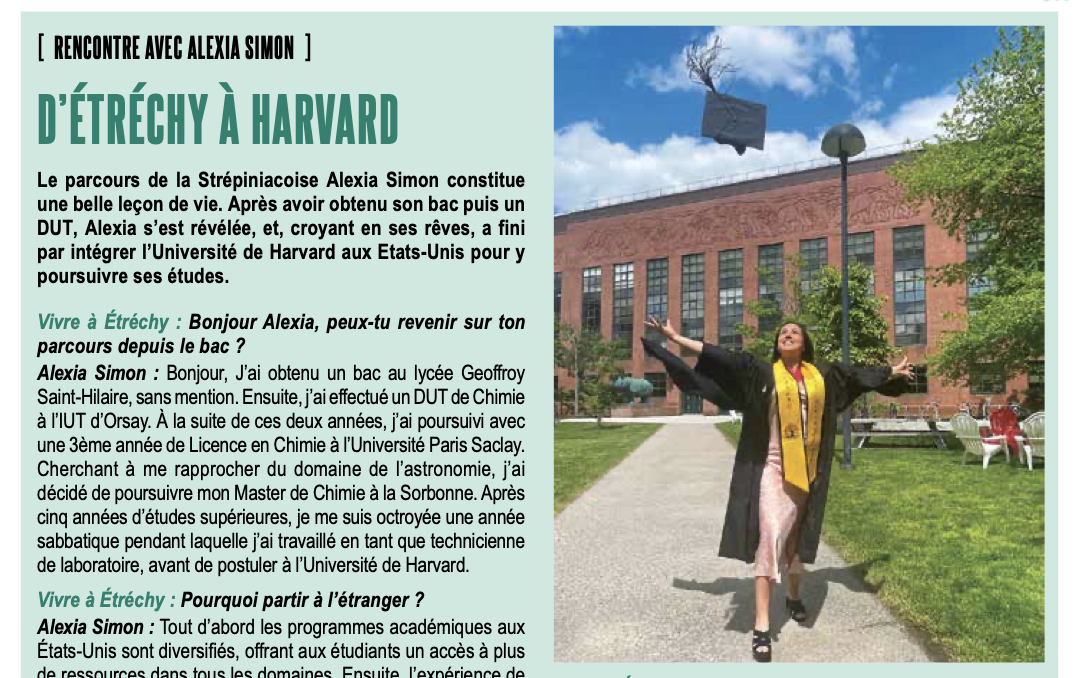 [ RENCONTRE AVEC ALEXIA SIMON ]
D'ÉTRÉCHY À HARVARD
Le parcours de la Strépiniacoise Alexia Simon constitue
une belle leçon de vie. Après avoir obtenu son bac puis un
DUT, Alexia s'est révélée, et, croyant en ses rêves, a fini
par intégrer l'Université de Harvard aux Etats-Unis pour y
poursuivre ses études.
Vivre à Étréchy : Bonjour Alexia, peux-tu revenir sur ton
parcours depuis le bac ?
Alexia Simon : Bonjour, J'ai obtenu un bac au lycée Geoffroy
Saint-Hilaire, sans mention. Ensuite, j'ai effectué un DUT de Chimie
à l'IUT d'Orsay. À la suite de ces deux années, j'ai poursuivi avec
une 3ème année de Licence en Chimie à l'Université Paris Saclay.
Cherchant à me rapprocher du domaine de l'astronomie, j'ai
décidé de poursuivre mon Master de Chimie à la Sorbonne. Après
cinq années d'études supérieures, je me suis octroyée une année
sabbatique pendant laquelle j'ai travaillé en tant que technicienne
de laboratoire, avant de postuler à l'Université de Harvard.
Vivre à Étréchy : Pourquoi partir à l'étranger ?
Alexia Simon : Tout d'abord les programmes académiques aux
États-Unis sont diversifiés, offrant aux étudiants un accès à plus
de ressources dans tous les domaines. Ensuite, l'expérience de